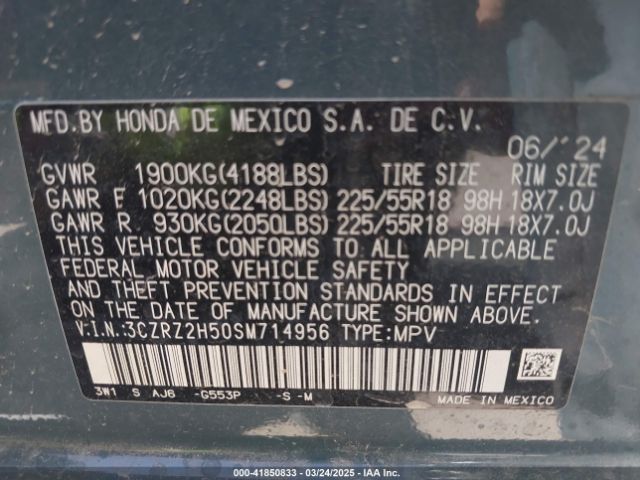 MFD.BY HONDA DE MEXICO S.A. DE C.V.
06/'24
GVWR 1900KG(4188LBS) TIRE SIZE RIM SIZE
GAWR F 1020KG(2248LBS) 225/55R18 98H 18X7.0J
GAWR R. 930KG(2050LBS) 225/55R18 98H 18X7.0J
THIS VEHICLE CONFORMS TO ALL APPLICABLE
FEDERAL MOTOR VEHICLE SAFETY
AND THEFT PREVENTION STANDARDS IN EFFECT
ON THE DATE OF MANUFACTURE SHOWN ABOVE.
V.I.N.:3CZRZ2H50SM714956 TYPE:MPV
3W1 S AJ6 -G553P -S -M
MADE IN MEXICO
000-41850833 — 03/24/2025 — IAA Inc.